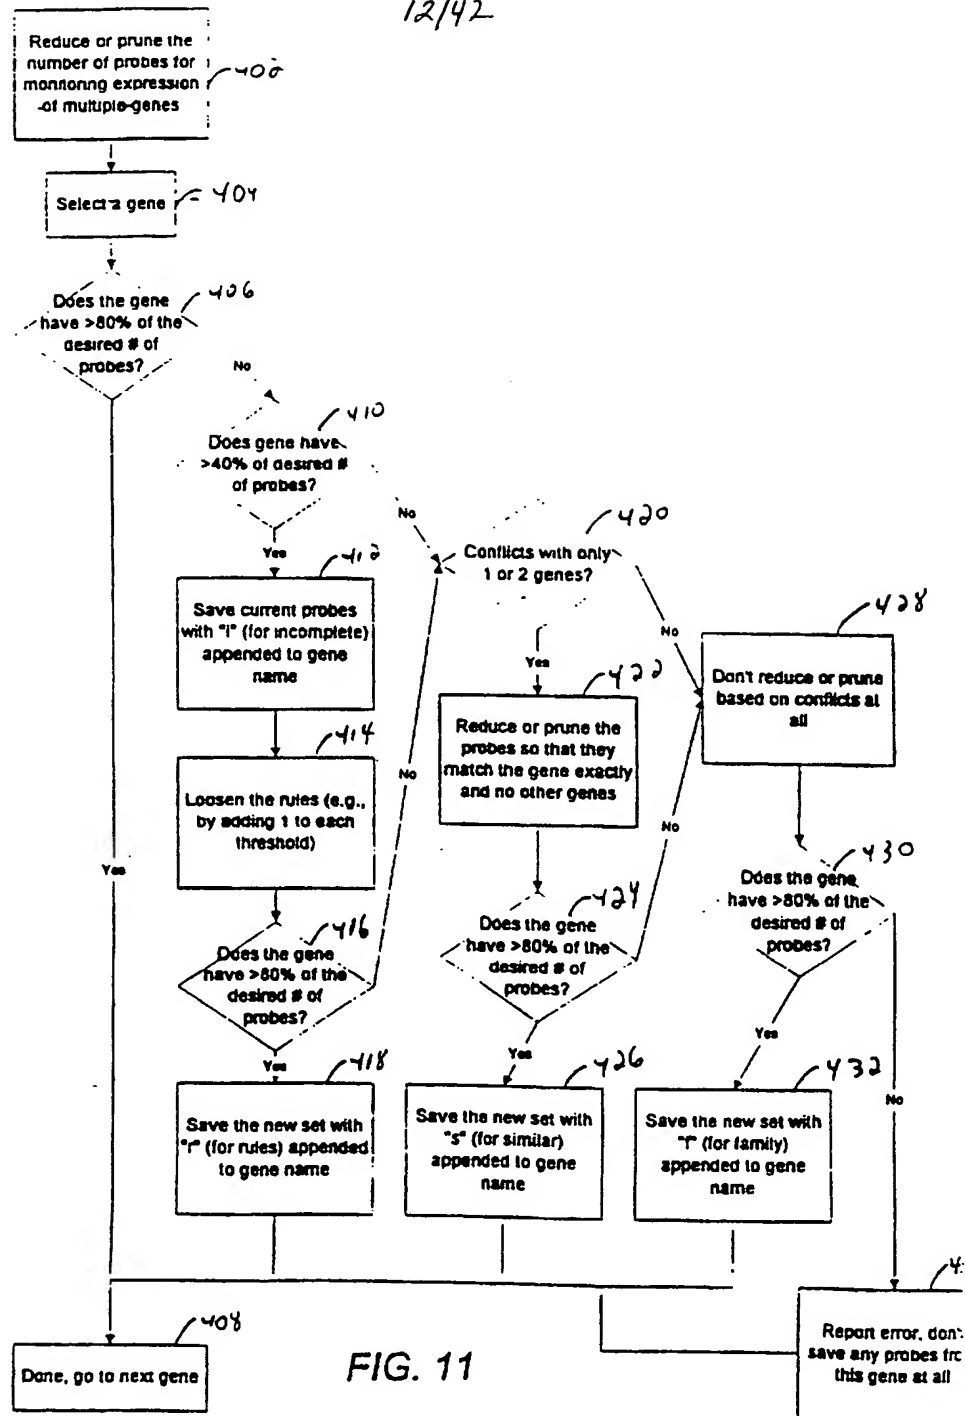 12/42
Reduce or prune the
number of probes for
monitoring expression
of multiple-genes
402
Select a gene
404
Does the gene
have >80% of the
desired # of
probes?
406
No
Does gene have
>40% of desired #
of probes?
410
No
Yes
Conflicts with only
1 or 2 genes?
420
No
Yes
Save current probes
with "I" (for incomplete)
appended to gene
name
412
Don't reduce or prune
based on conflicts at
all
428
Reduce or prune the
probes so that they
match the gene exactly
and no other genes
422
Loosen the rules (e.g.,
by adding 1 to each
threshold)
414
No
No
Yes
Does the gene
have >80% of the
desired # of
probes?
416
Does the gene
have >80% of the
desired # of
probes?
424
Does the gene
have >80% of the
desired # of
probes?
430
Yes
Yes
Yes
No
Save the new set with
"r" (for rules) appended
to gene name
418
Save the new set with
"s" (for similar)
appended to gene
name
426
Save the new set with
"f" (for family)
appended to gene
name
432
Done, go to next gene
408
Report error, don't
save any probes
this gene at all
FIG. 11